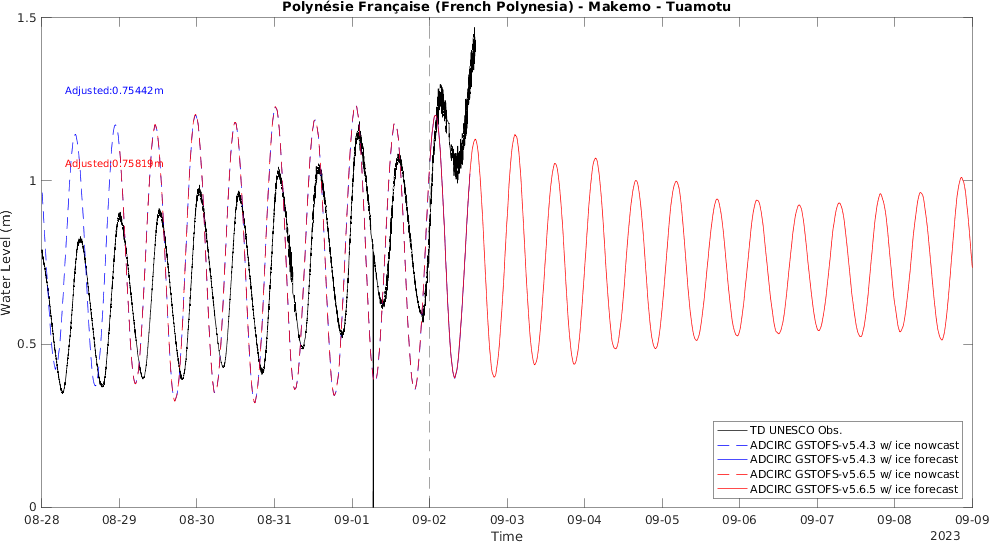 Polynésie Française (French Polynesia) - Makemo - Tuamotu
1.5
1
0.5
0
Water Level (m)
Adjusted:0.75442m
Adjusted:0.75819m
TD UNESCO Obs.
ADCIRC GSTOFS-v5.4.3 w/ ice nowcast
ADCIRC GSTOFS-v5.4.3 w/ ice forecast
ADCIRC GSTOFS-v5.6.5 w/ ice nowcast
ADCIRC GSTOFS-v5.6.5 w/ ice forecast
08-28 08-29 08-30 08-31 09-01 09-02 09-03 09-04 09-05 09-06 09-07 09-08 09-09
Time
2023